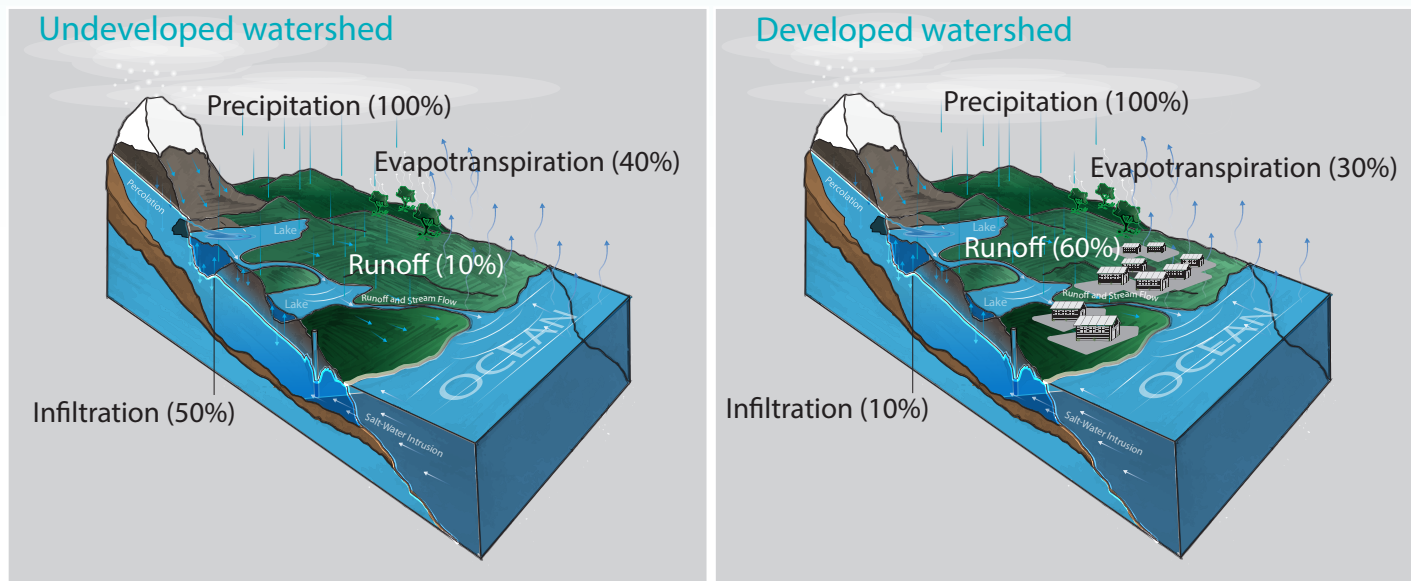 Undeveloped watershed
Precipitation (100%)
Evapotranspiration (40%)
Percolation
Lake
Runoff (10%)
Lake
Runoff and Stream Flow
OCEAN
Infiltration (50%)
Salt-Water Intrusion
Developed watershed
Precipitation (100%)
Evapotranspiration (30%)
Percolation
Lake
Runoff (60%)
Lake
Runoff and Stream Flow
OCEAN
Infiltration (10%)
Salt-Water Intrusion